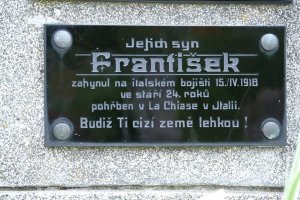 Jejich syn
František
zahynul na italském bojišti 15./IV. 1918
ve stáří 24. roků
pohřben v La Chiase v Jtalii.
Budiž Ti cizí země lehkou !